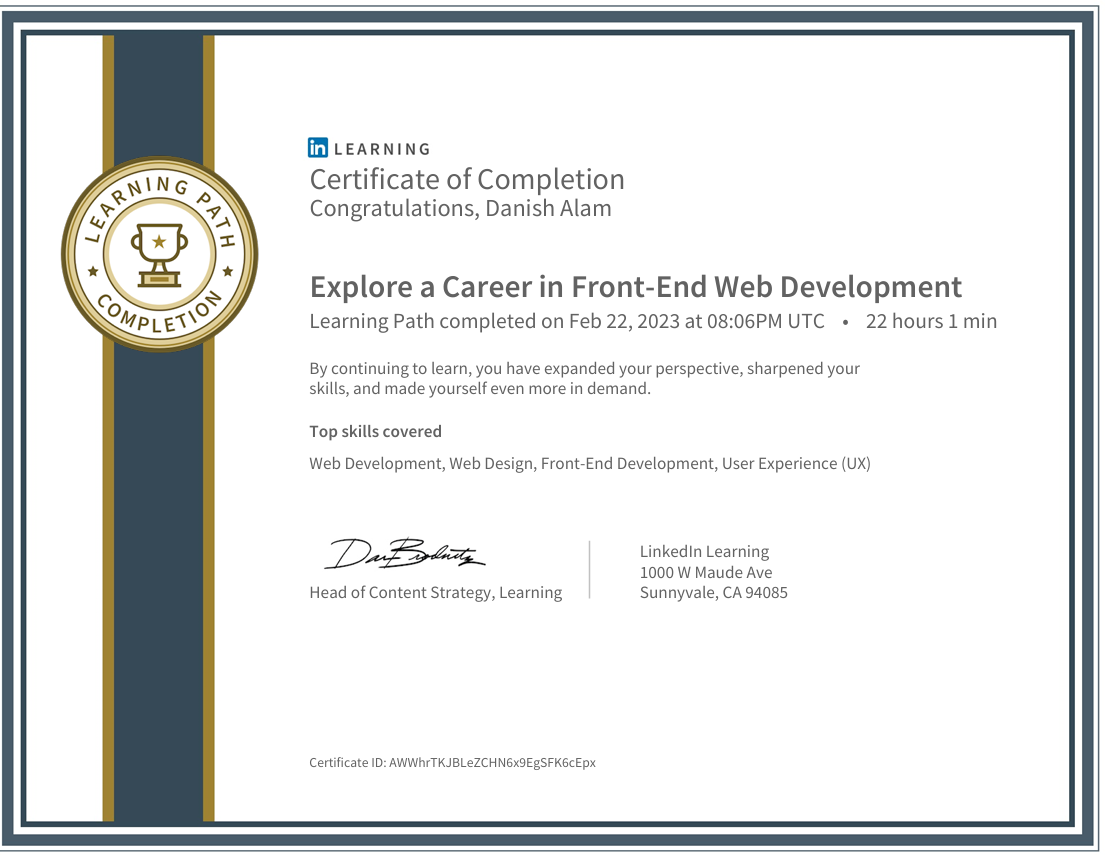 LEARNING PATH
COMPLETION
in LEARNING
Certificate of Completion
Congratulations, Danish Alam
Explore a Career in Front-End Web Development
Learning Path completed on Feb 22, 2023 at 08:06PM UTC • 22 hours 1 min
By continuing to learn, you have expanded your perspective, sharpened your
skills, and made yourself even more in demand.
Top skills covered
Web Development, Web Design, Front-End Development, User Experience (UX)
Head of Content Strategy, Learning
LinkedIn Learning
1000 W Maude Ave
Sunnyvale, CA 94085
Certificate ID: AWWhrTKJBLeZCHN6x9EgSFK6cEpx